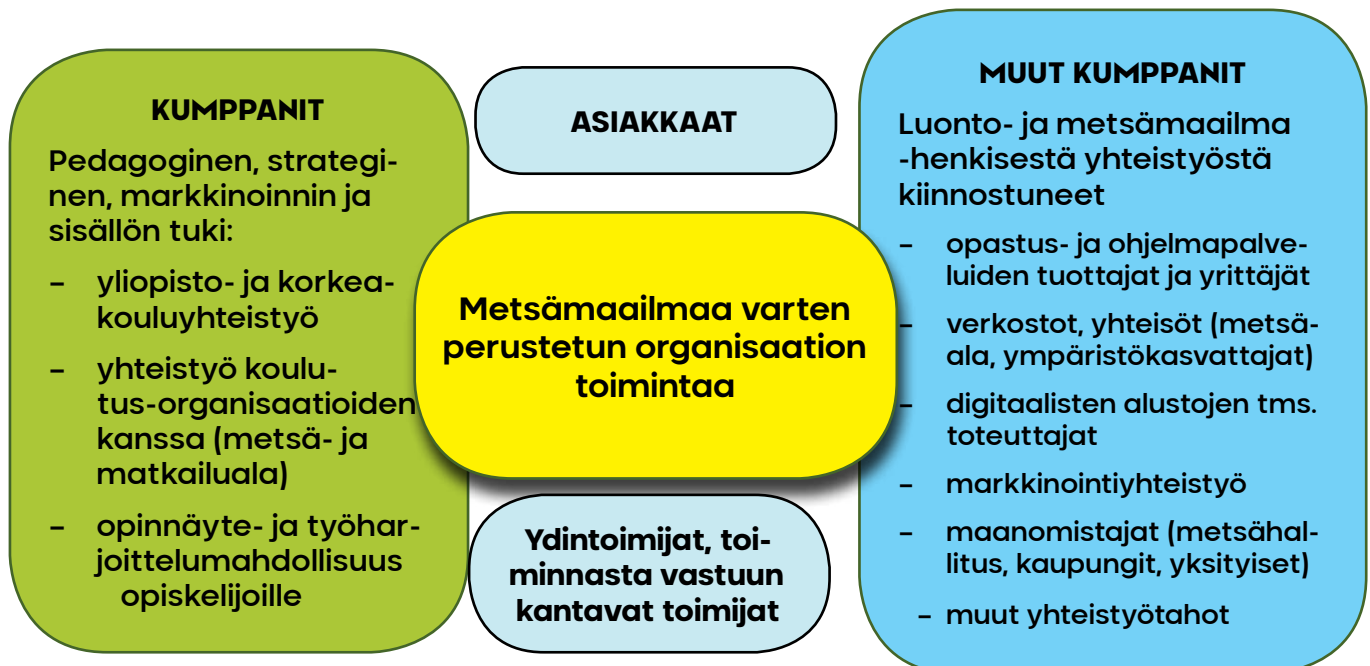 KUMPPANIT
Pedagoginen, strategi-
nen, markkinoinnin ja
sisällön tuki:
– yliopisto- ja korkea-
kouluyhteistyö
– yhteistyö koulu-
tus-organisaatioiden
kanssa (metsä- ja
matkailuala)
– opinnäyte- ja työhar-
joittelumahdollisuus
opiskelijoille
ASIAKKAAT
Metsämaailmaa varten
perustetun organisaation
toimintaa
Ydintoimijat, toi-
minnasta vastuun
kantavat toimijat
MUUT KUMPPANIT
Luonto- ja metsämaailma
-henkisestä yhteistyöstä
kiinnostuneet
– opastus- ja ohjelmapalve-
luiden tuottajat ja yrittäjät
– verkostot, yhteisöt (metsä-
ala, ympäristökasvattajat)
– digitaalisten alustojen tms.
toteuttajat
– markkinointiyhteistyö
– maanomistajat (metsähal-
litus, kaupungit, yksityiset)
– muut yhteistyötahot